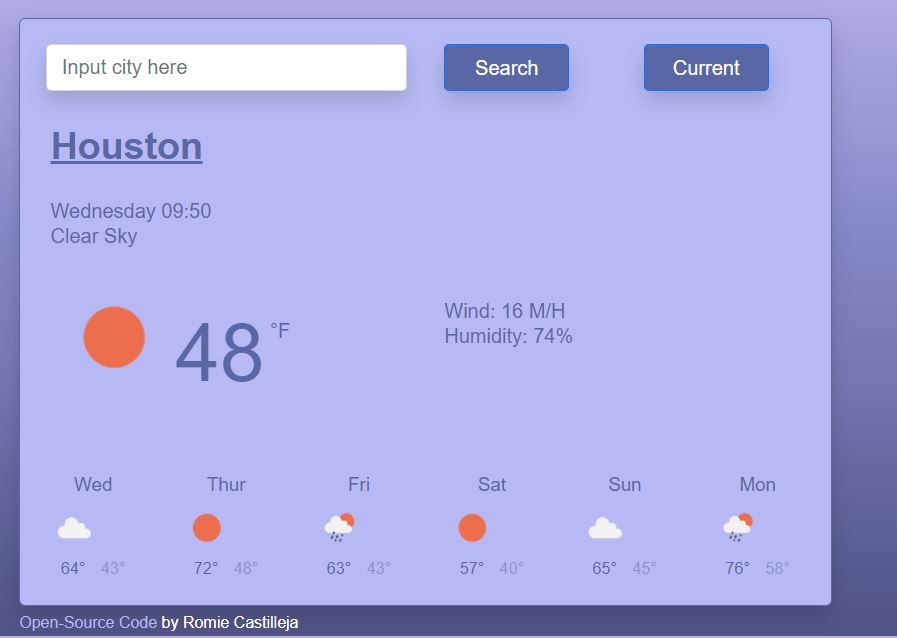 Input city here Search Current
Houston
Wednesday 09:50
Clear Sky
48 °F
Wind: 16 M/H
Humidity: 74%
Wed Thur Fri Sat Sun Mon
64° 43° 72° 48° 63° 43° 57° 40° 65° 45° 76° 58°
Open-Source Code by Romie Castilleja